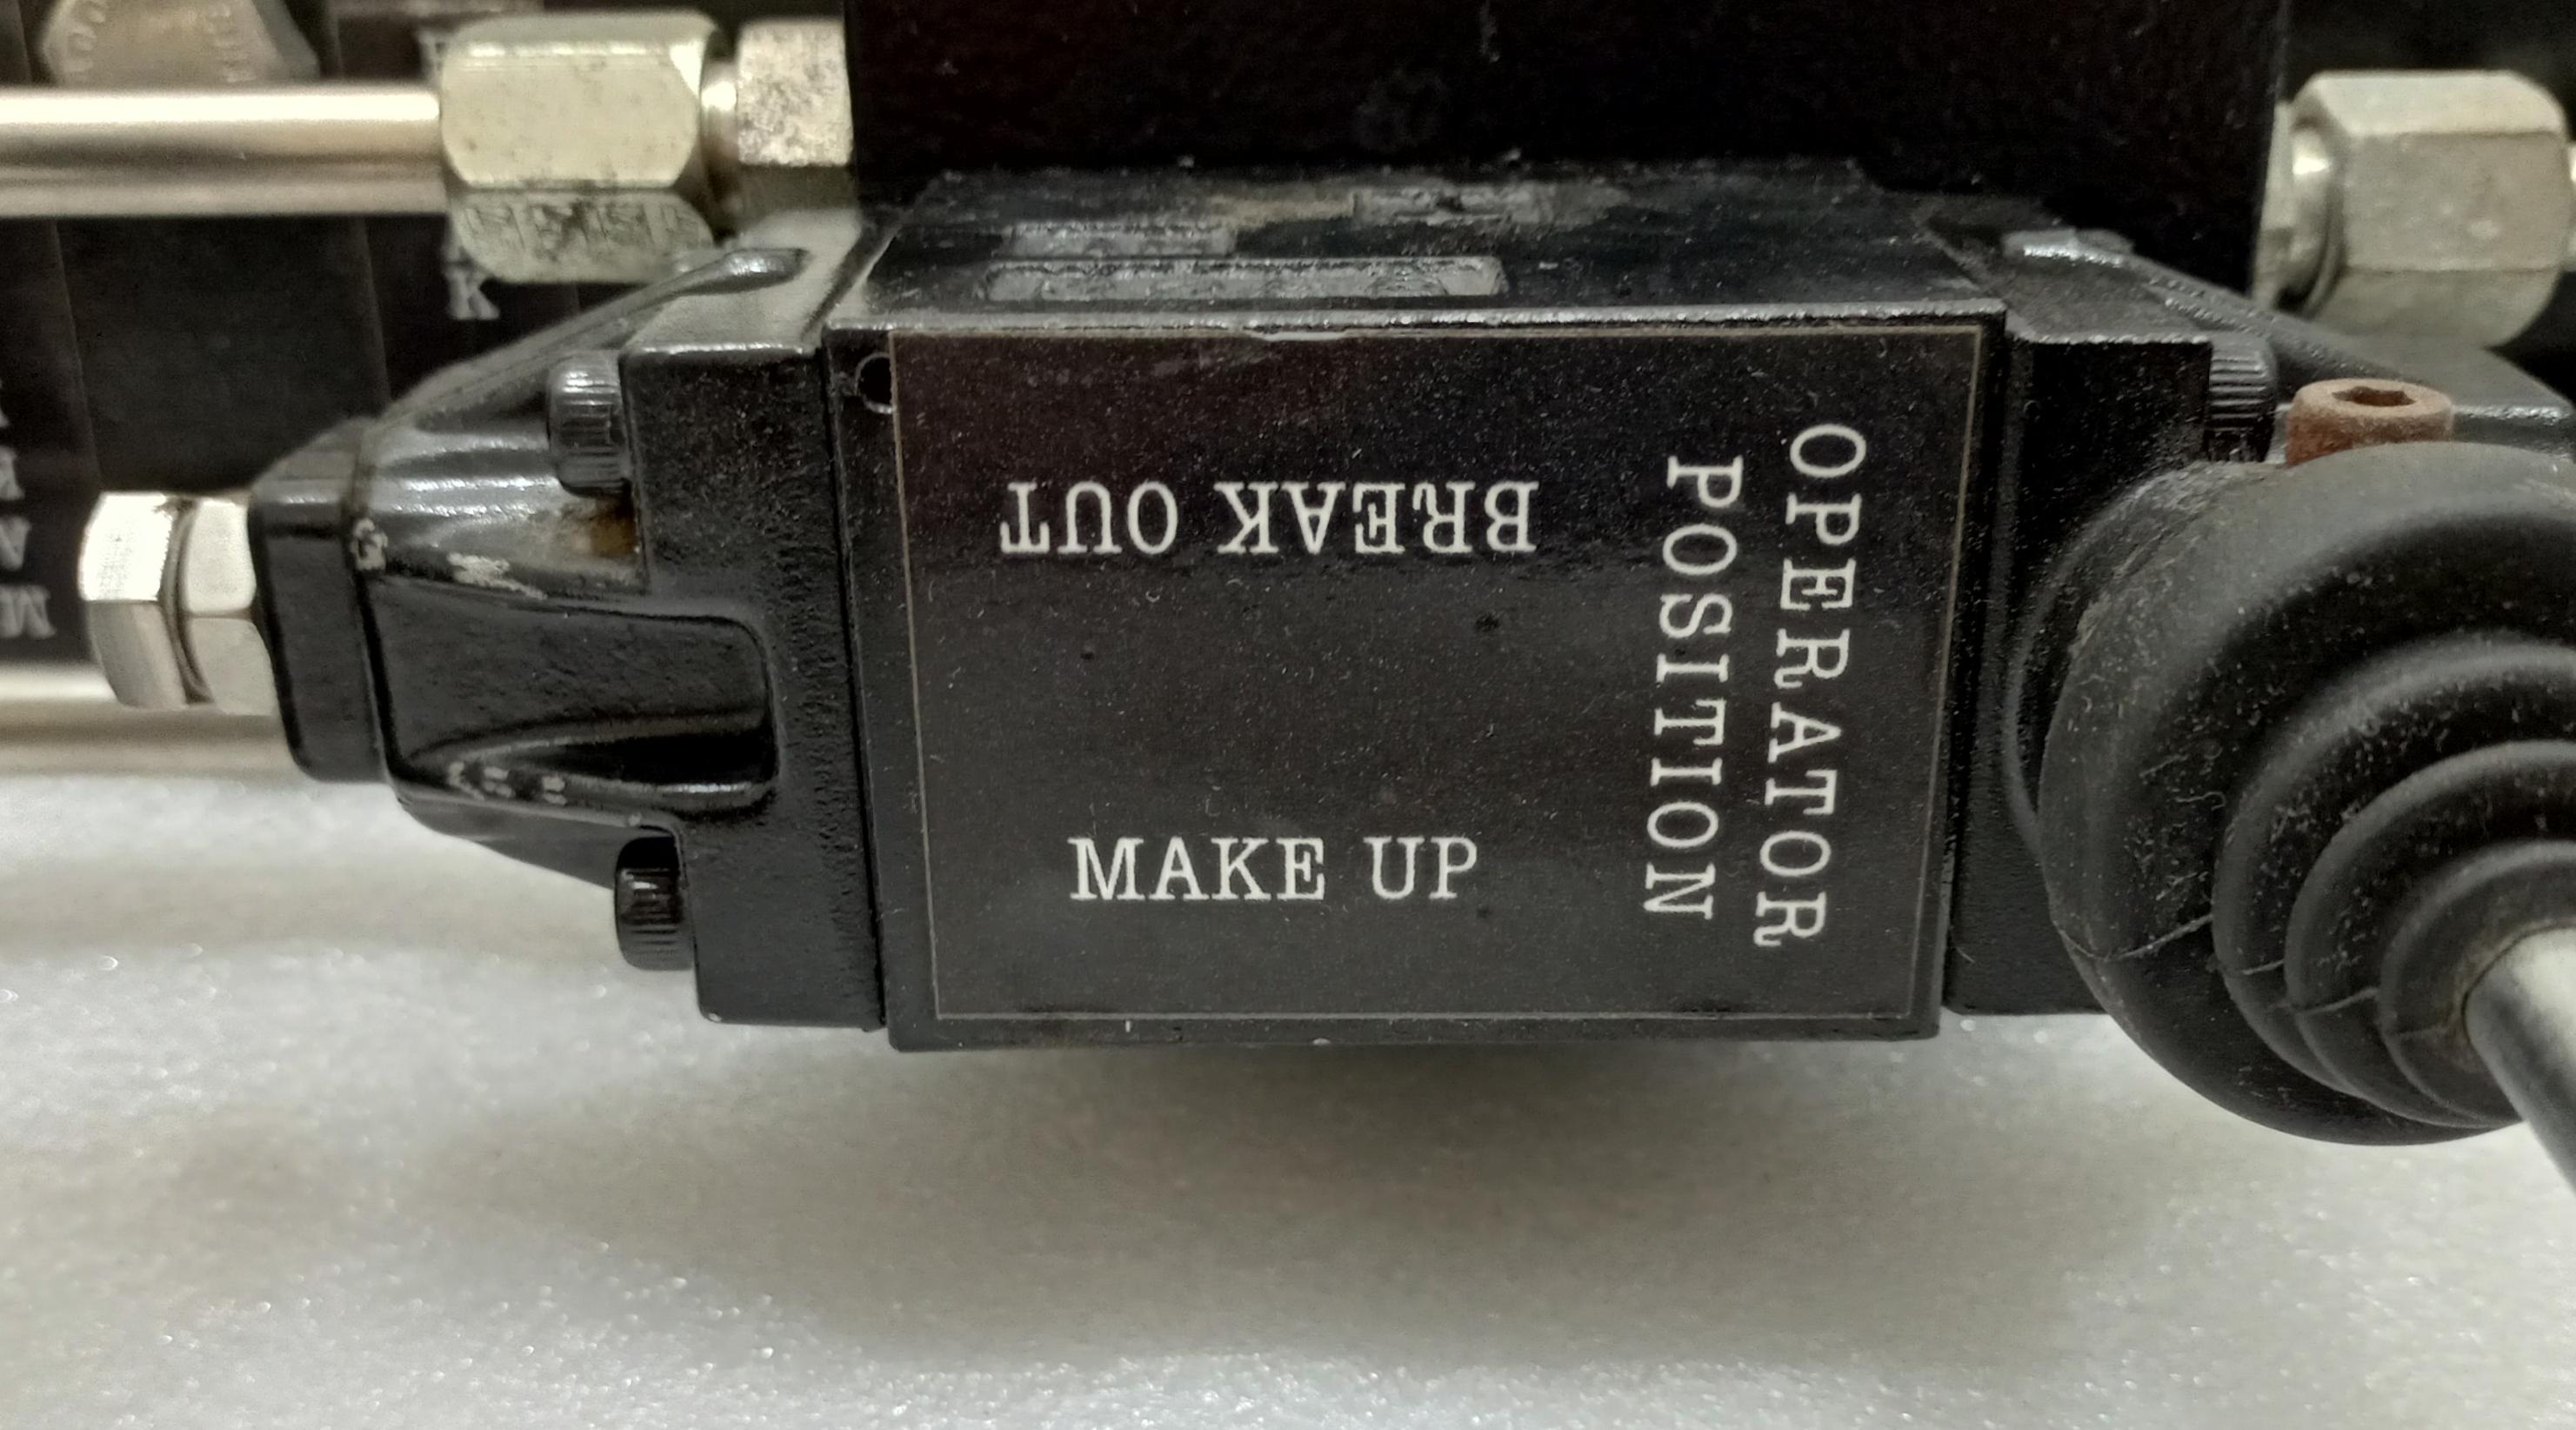 BREAK OUT
MAKE UP
OPERATOR
POSITION